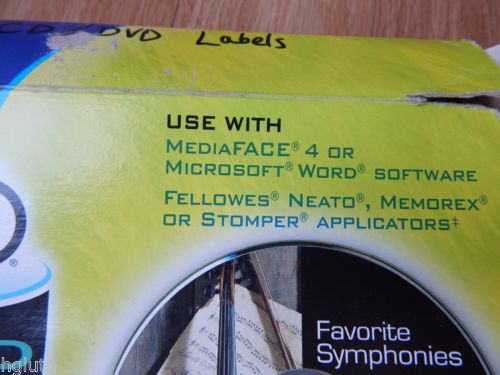 CD/DVD Labels
USE WITH
MEDIAFACE® 4 OR
MICROSOFT® WORD® SOFTWARE
FELLOWES® NEATO®, MEMOREX®
OR STOMPER® APPLICATORS‡
®
Favorite
Symphonies
hglut